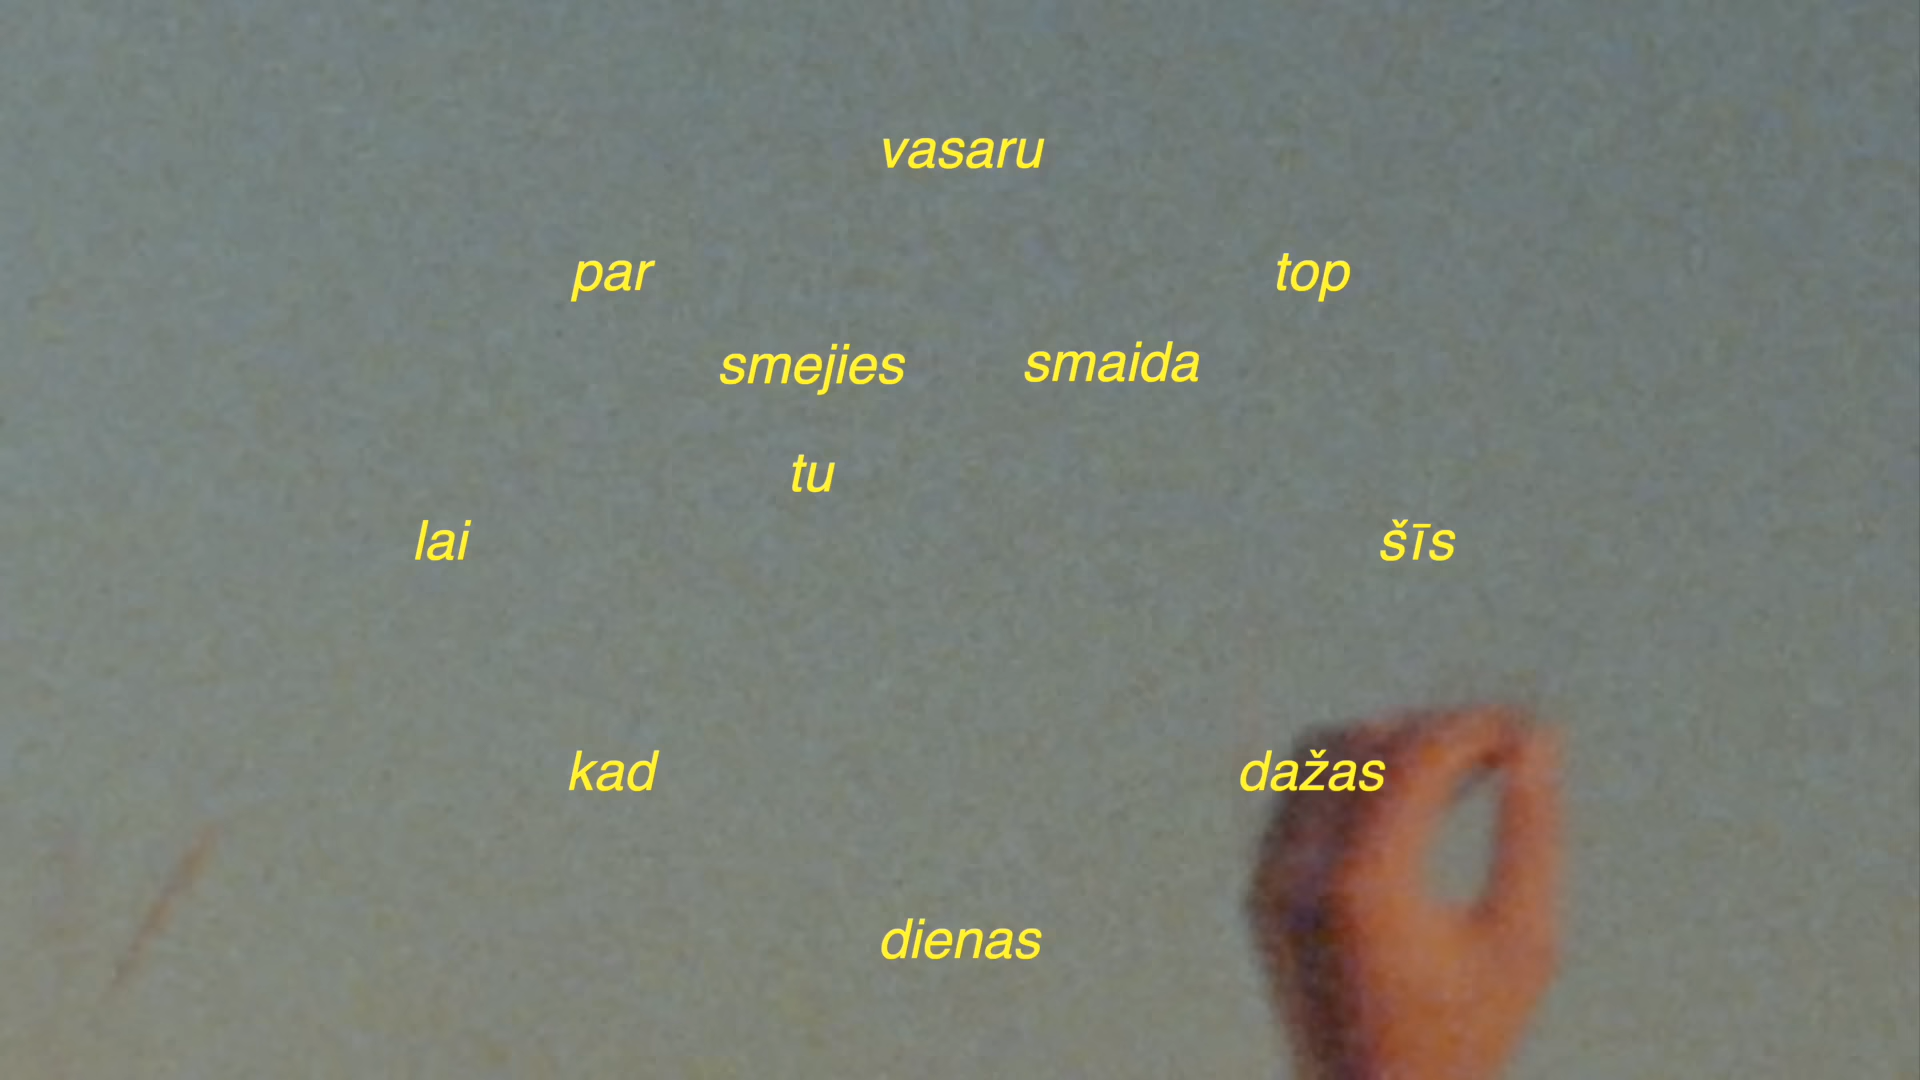 vasaru
par
top
smejies
smaida
tu
lai
šīs
kad
dažas
dienas